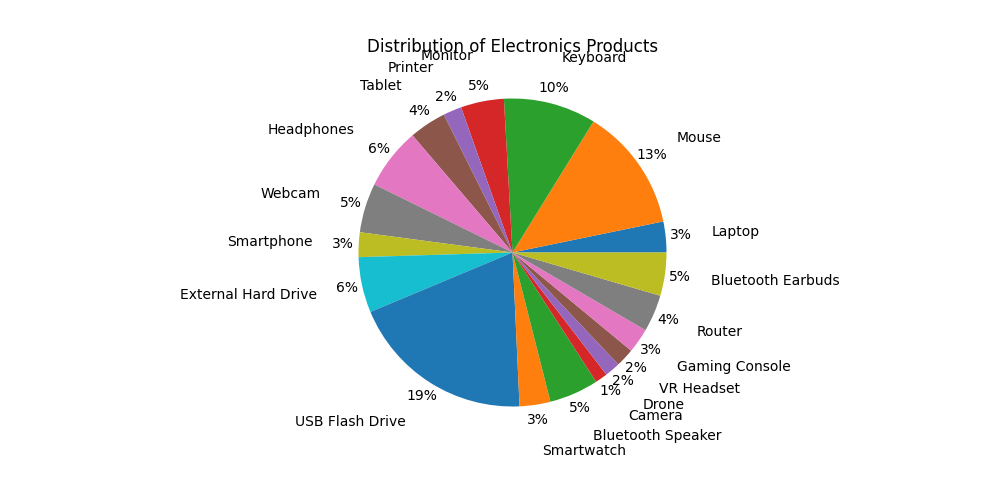 Distribution of Electronics Products
Laptop
3%
Mouse
13%
Keyboard
10%
Monitor
5%
Printer
2%
Tablet
4%
Headphones
6%
Webcam
5%
Smartphone
3%
External Hard Drive
6%
USB Flash Drive
19%
Smartwatch
3%
Bluetooth Speaker
5%
Camera
1%
Drone
2%
VR Headset
2%
Gaming Console
3%
Router
4%
Bluetooth Earbuds
5%